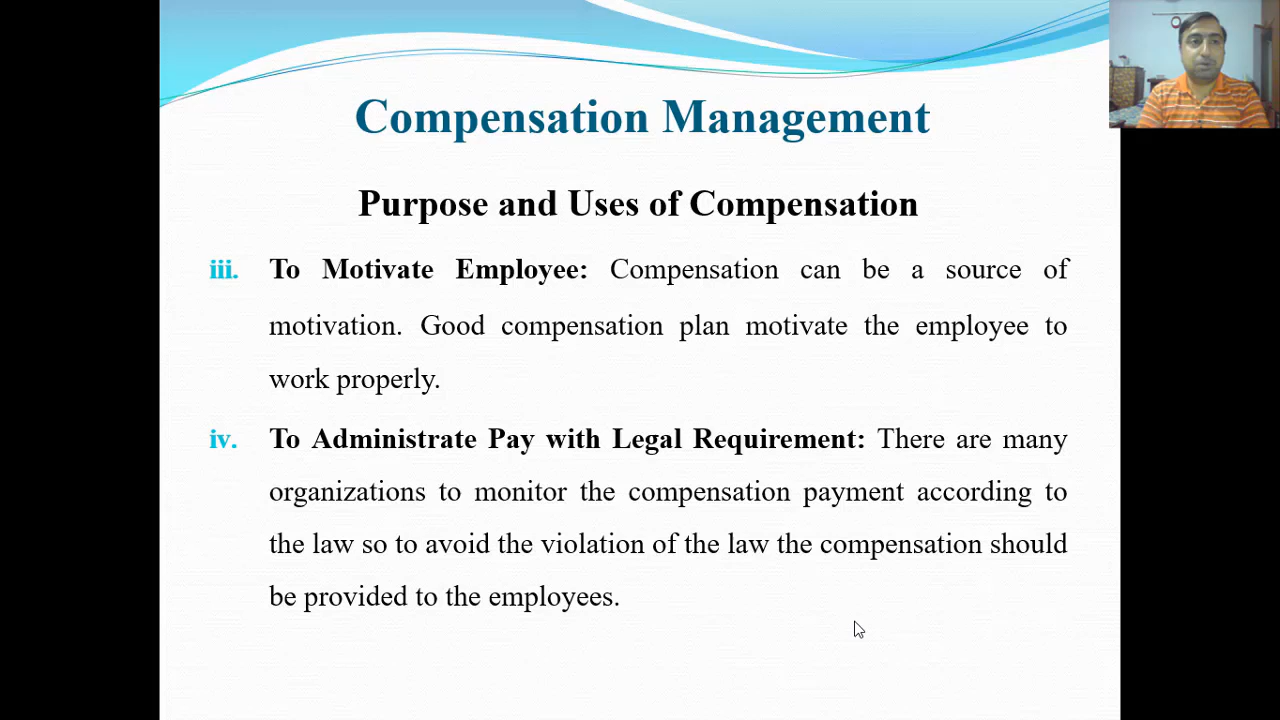 Compensation Management
Purpose and Uses of Compensation
iii. To Motivate Employee: Compensation can be a source of
motivation. Good compensation plan motivate the employee to
work properly.
iv. To Administrate Pay with Legal Requirement: There are many
organizations to monitor the compensation payment according to
the law so to avoid the violation of the law the compensation should
be provided to the employees.